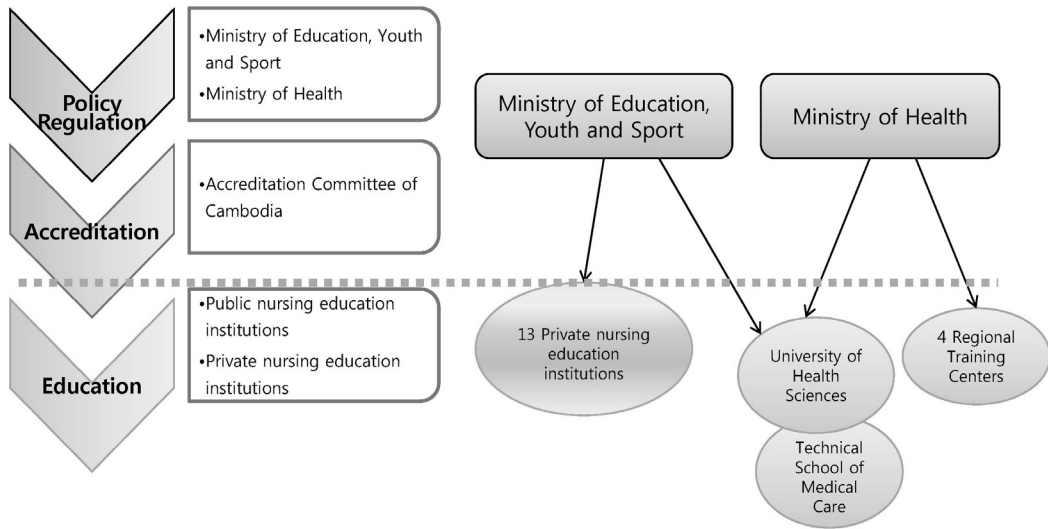 Policy
Regulation
•Ministry of Education, Youth
and Sport
•Ministry of Health
Accreditation
•Accreditation Committee of
Cambodia
Education
•Public nursing education
institutions
•Private nursing education
institutions
Ministry of Education,
Youth and Sport
Ministry of Health
13 Private nursing
education
institutions
University of
Health
Sciences
Technical
School of
Medical
Care
4 Regional
Training
Centers